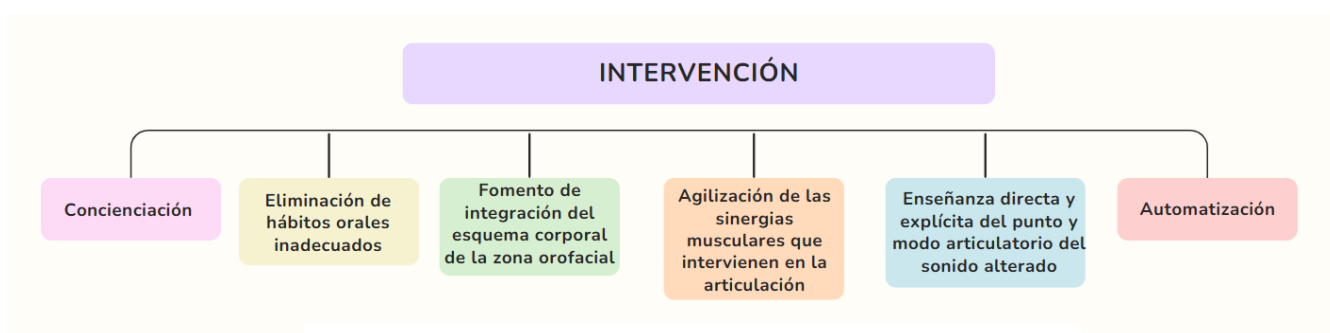 INTERVENCIÓN
Concienciación
Eliminación de
hábitos orales
inadecuados
Fomento de
integración del
esquema corporal
de la zona orofacial
Agilización de las
sinergias
musculares que
intervienen en la
articulación
Enseñanza directa y
explícita del punto y
modo articulatorio del
sonido alterado
Automatización